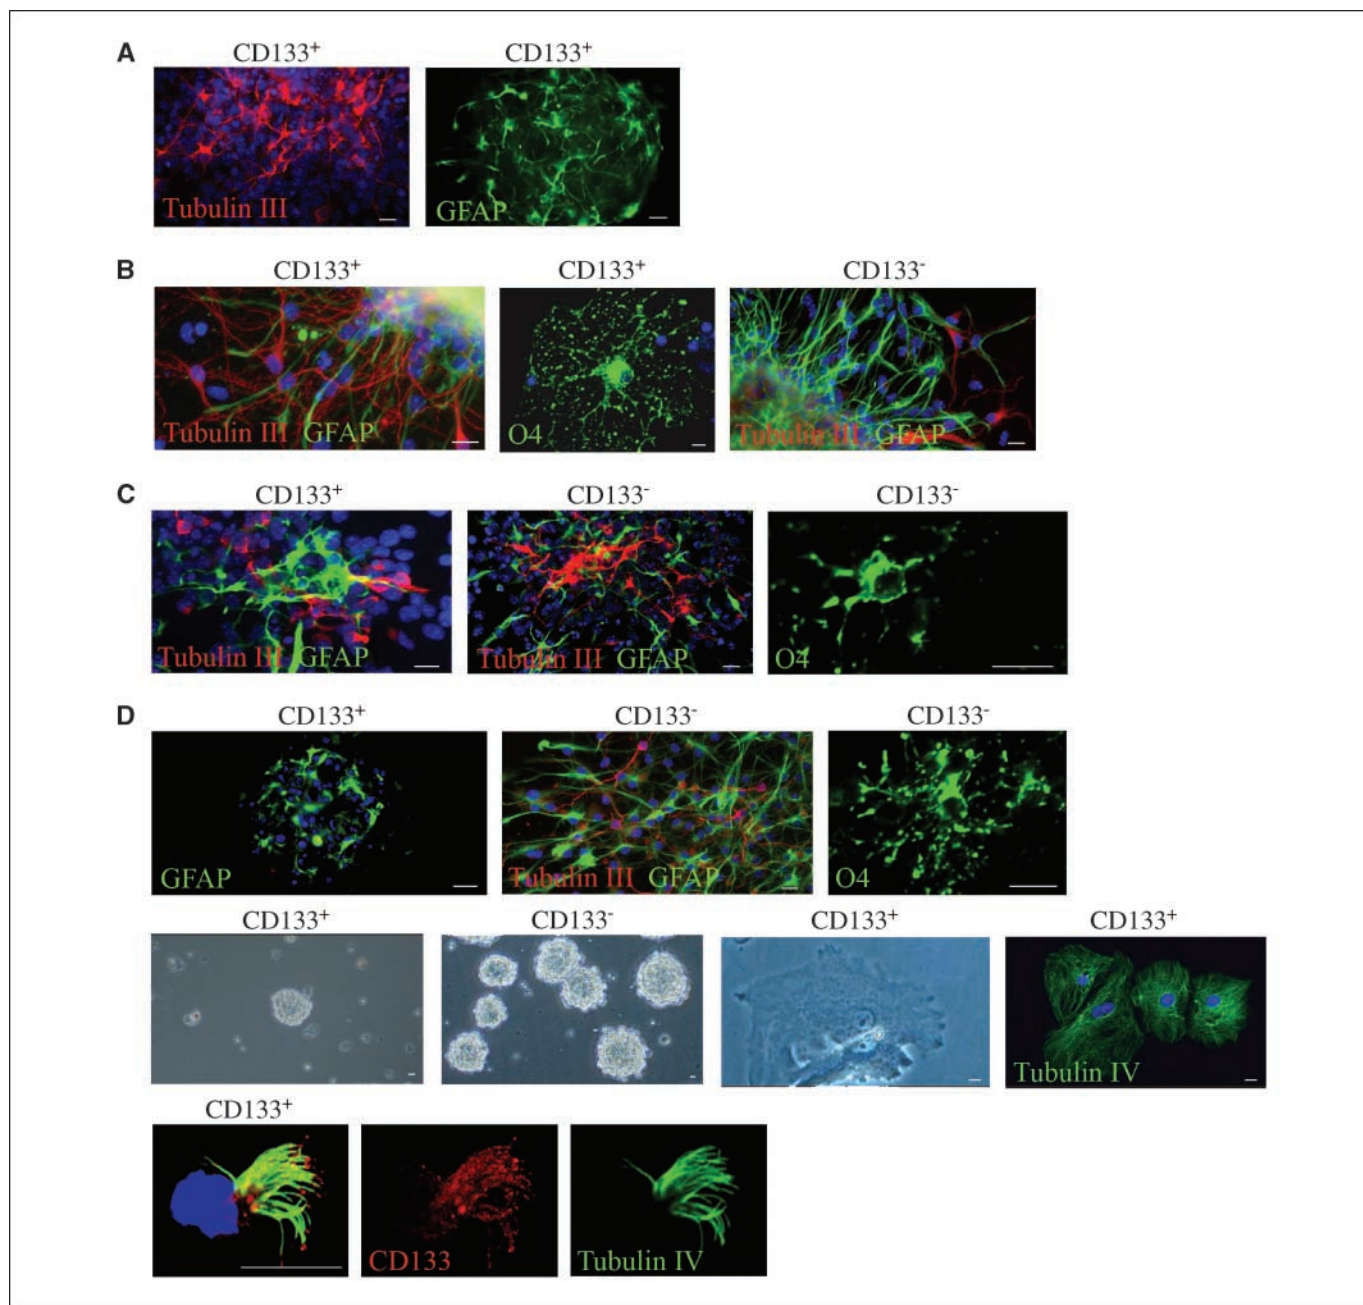 A
CD133+ CD133+
Tubulin III GFAP
B
CD133+ CD133+ CD133-
Tubulin III GFAP O4 Tubulin III GFAP
C
CD133+ CD133- CD133-
Tubulin III GFAP Tubulin III GFAP O4
D
CD133+ CD133- CD133-
GFAP Tubulin III GFAP O4
CD133+ CD133- CD133+ CD133+
Tubulin IV
CD133+
CD133 Tubulin IV